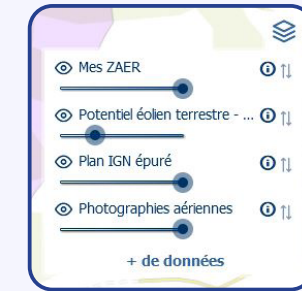 Mes ZAER
Potentiel éolien terrestre - ...
Plan IGN épuré
Photographies aériennes
+ de données